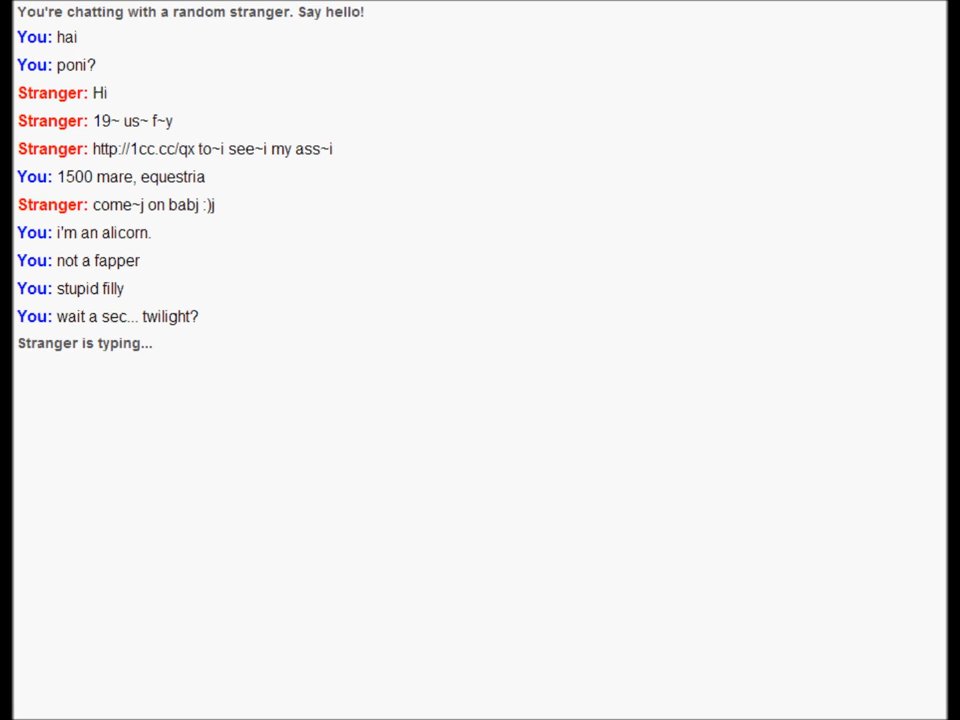 You're chatting with a random stranger. Say hello!
You: hai
You: poni?
Stranger: Hi
Stranger: 19~ us~ f~y
Stranger: http://1cc.cc/qx to~i see~i my ass~i
You: 1500 mare, equestria
Stranger: come~j on babj :)j
You: i'm an alicorn.
You: not a fapper
You: stupid filly
You: wait a sec... twilight?
Stranger is typing...